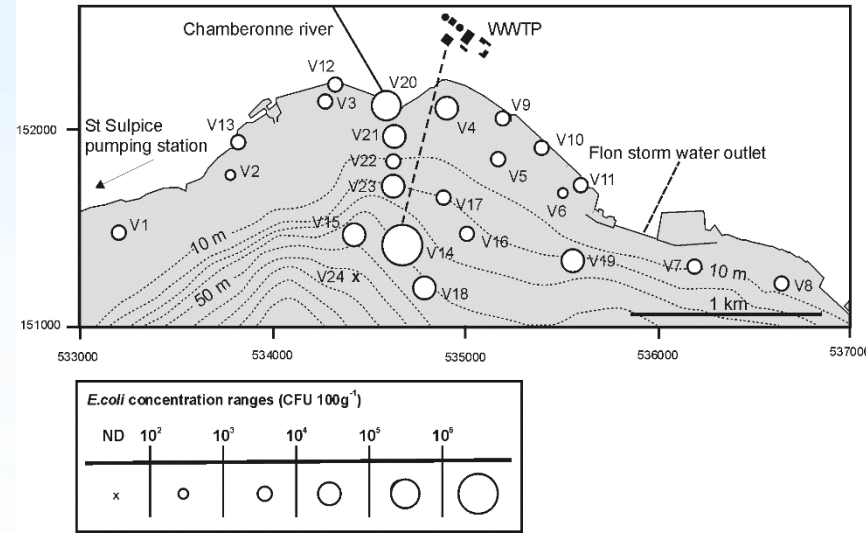 Chamberonne river
WWTP
V12
V20
V3
V4
V9
152000
V13
V21
V10
St Sulpice
pumping station
V22
V5
Flon storm water outlet
V2
V23
V11
V17
V6
V1
V15
V16
10 m
V14
V19
V7
10 m
V24
x
V8
50 m
V18
1 km
151000
533000
534000
535000
536000
537000
E.coli concentration ranges (CFU 100g⁻¹)
ND 10² 10³ 10⁴ 10⁵ 10⁶
x